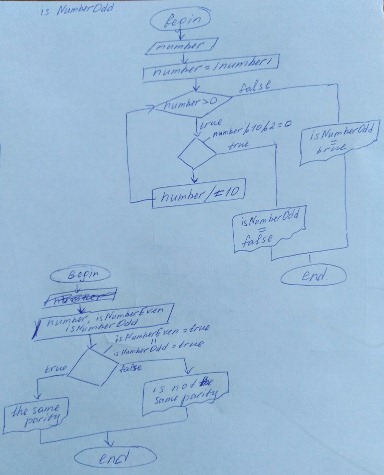 is NumberOdd
Begin
number
number=|number|
number>0
false
true
number%10%2=0
true
isNumberOdd
=
true
number/=10
isNumberOdd
=
false
end
Begin
number, isNumberEven
isNumberOdd
isNumberEven=true
isNumberOdd=true
true
false
the same
parity
is not the
same parity
end